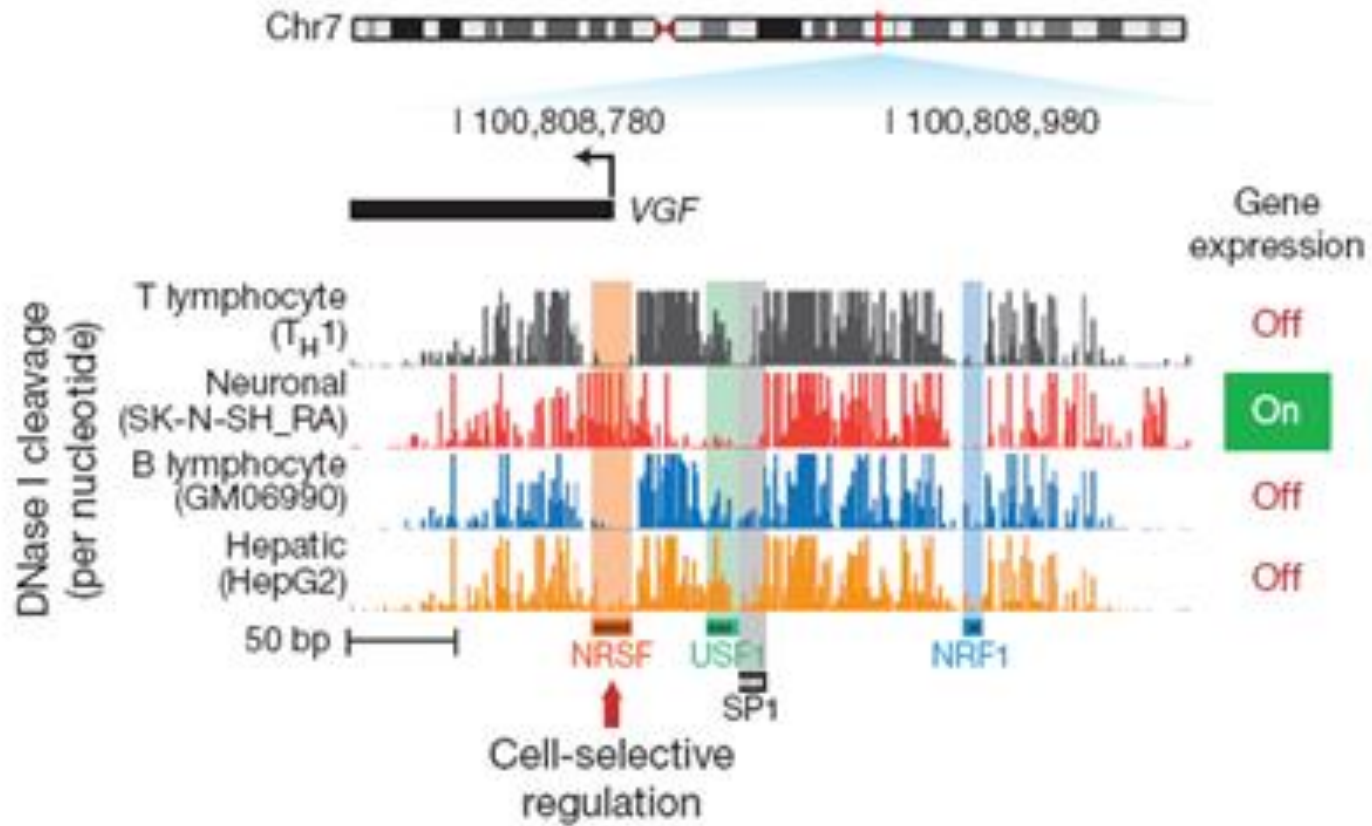 Chr7
100,808,780
100,808,980
VGF
Gene
expression
DNase I cleavage
(per nucleotide)
T lymphocyte
(TH1)
Off
Neuronal
(SK-N-SH_RA)
On
B lymphocyte
(GM06990)
Off
Hepatic
(HepG2)
Off
50 bp
NRSF
USF1
NRF1
SP1
Cell-selective
regulation